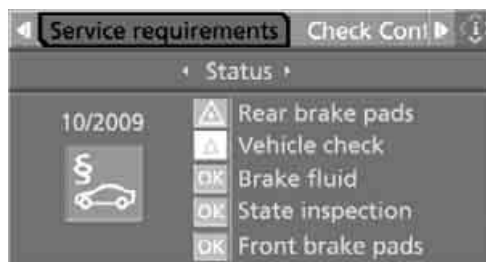 Service requirements Check Cont
Status
10/2009
Rear brake pads
Vehicle check
OK Brake fluid
OK State inspection
OK Front brake pads
§